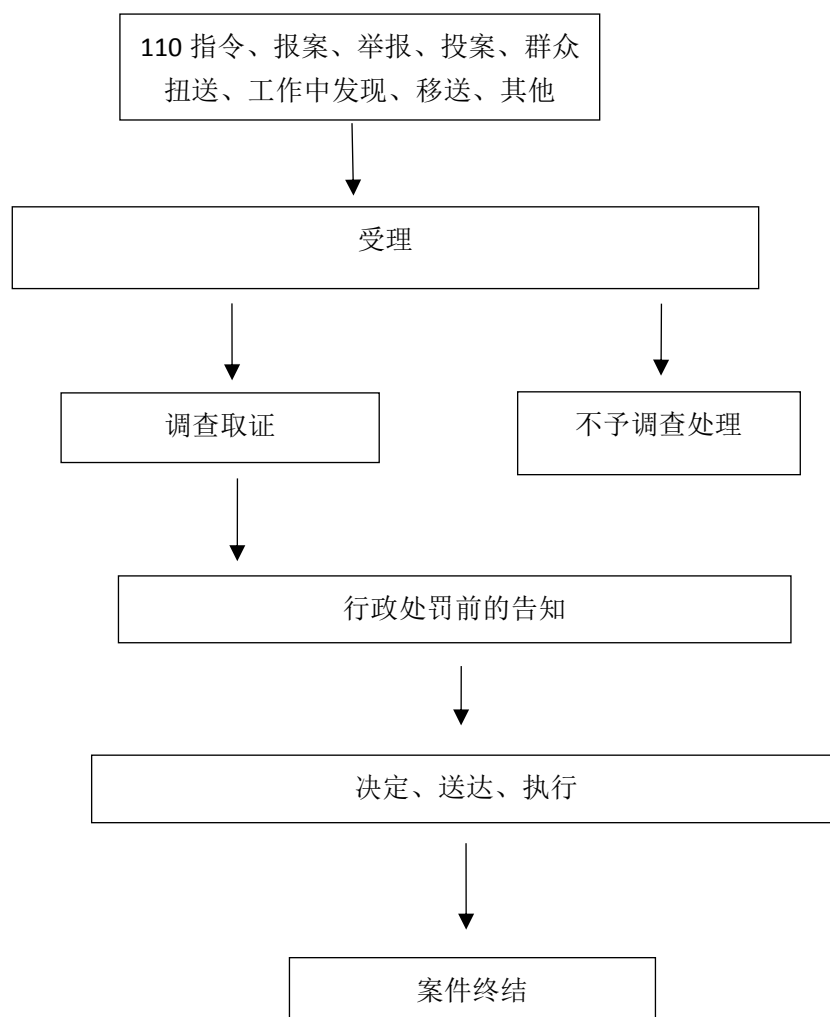 110 指令、报案、举报、投案、群众
扭送、工作中发现、移送、其他
受理
调查取证
不予调查处理
行政处罚前的告知
决定、送达、执行
案件终结